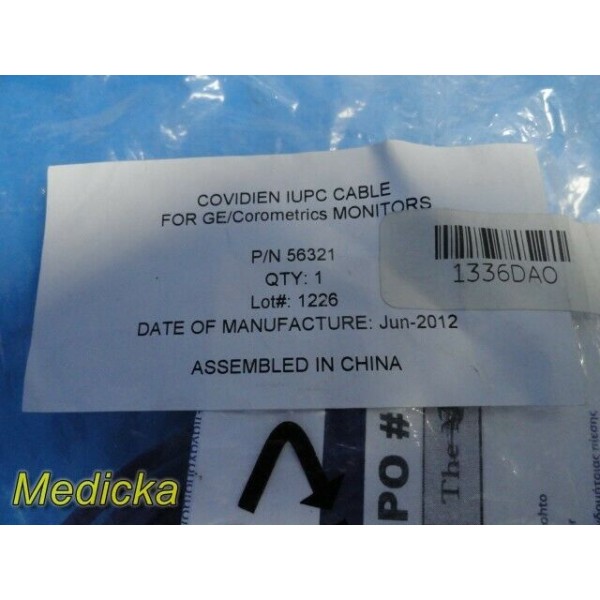 COVIDIEN IUPC CABLE
FOR GE/Corometrics MONITORS
P/N 56321
QTY: 1
Lot#: 1226
DATE OF MANUFACTURE: Jun-2012
ASSEMBLED IN CHINA
1336DAO
PO #
The
Medicka